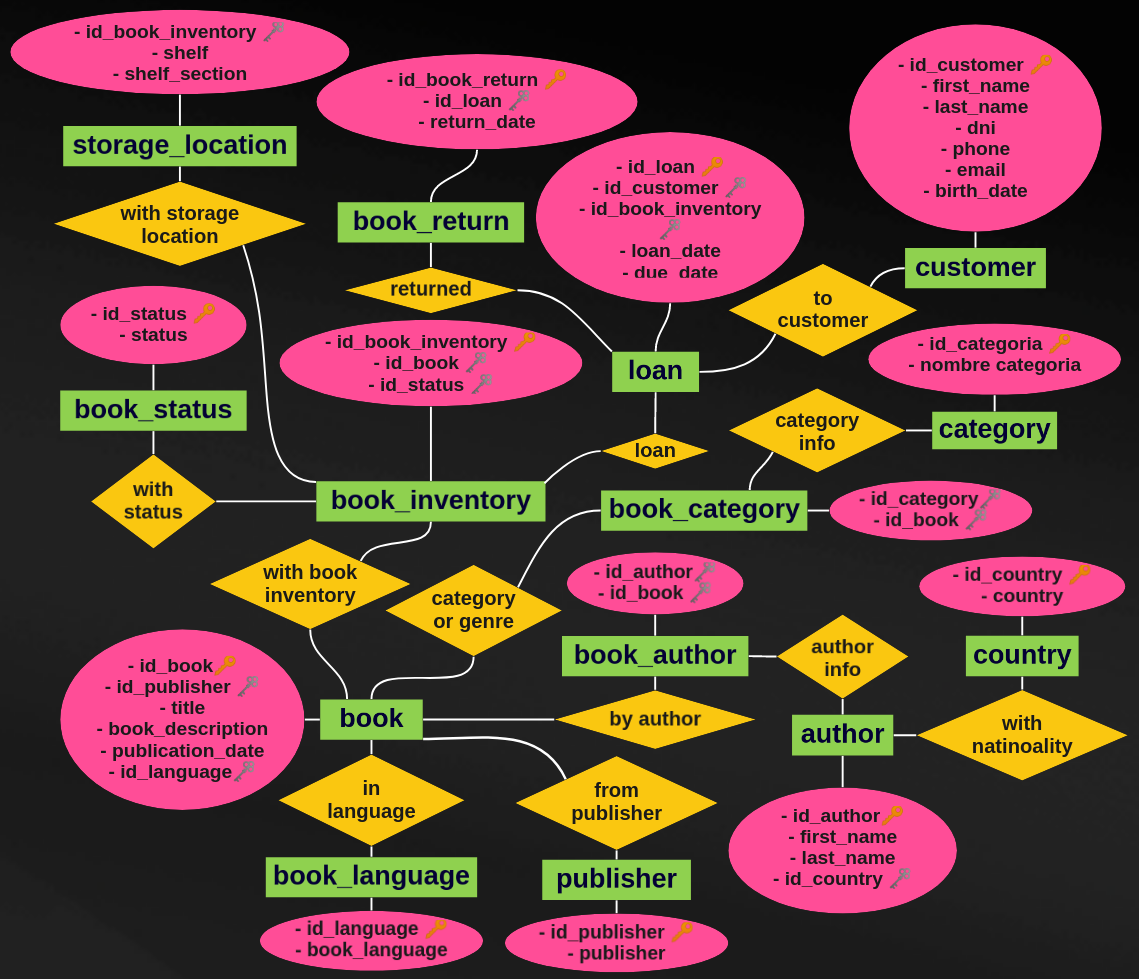 - id_book_inventory
- shelf
- shelf_section
storage_location
with storage
location
- id_book_return
- id_loan
- return_date
book_return
returned
- id_loan
- id_customer
- id_book_inventory
- loan_date
- due_date
loan
loan
- id_customer
- first_name
- last_name
- dni
- phone
- email
- birth_date
customer
to
customer
- id_status
- status
book_status
with
status
- id_book_inventory
- id_book
- id_status
book_inventory
- id_categoria
- nombre categoria
category
category
info
book_category
- id_category
- id_book
with book
inventory
category
or genre
- id_author
- id_book
book_author
by author
author
info
- id_country
- country
country
with
natinoality
author
- id_author
- first_name
- last_name
- id_country
- id_book
- id_publisher
- title
- book_description
- publication_date
- id_language
book
in
language
book_language
- id_language
- book_language
from
publisher
publisher
- id_publisher
- publisher